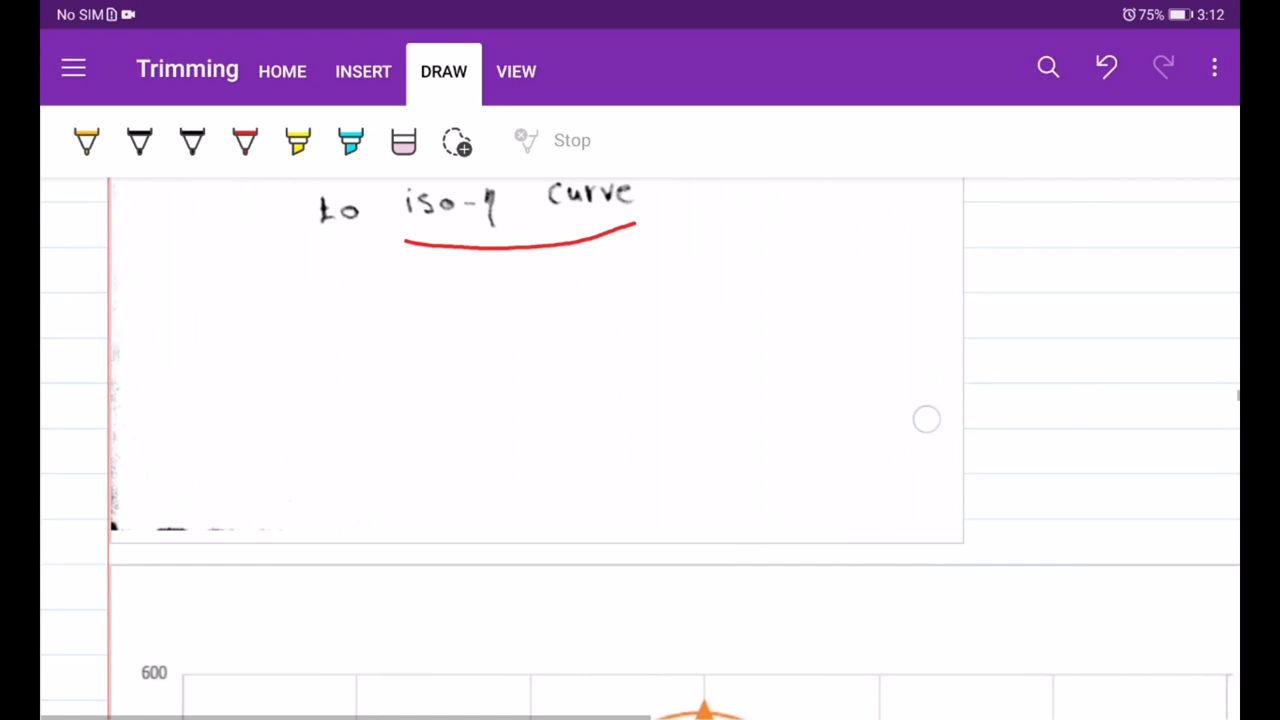 No SIM 75% 3:12
Trimming HOME INSERT DRAW VIEW
Stop
to iso-η curve
600